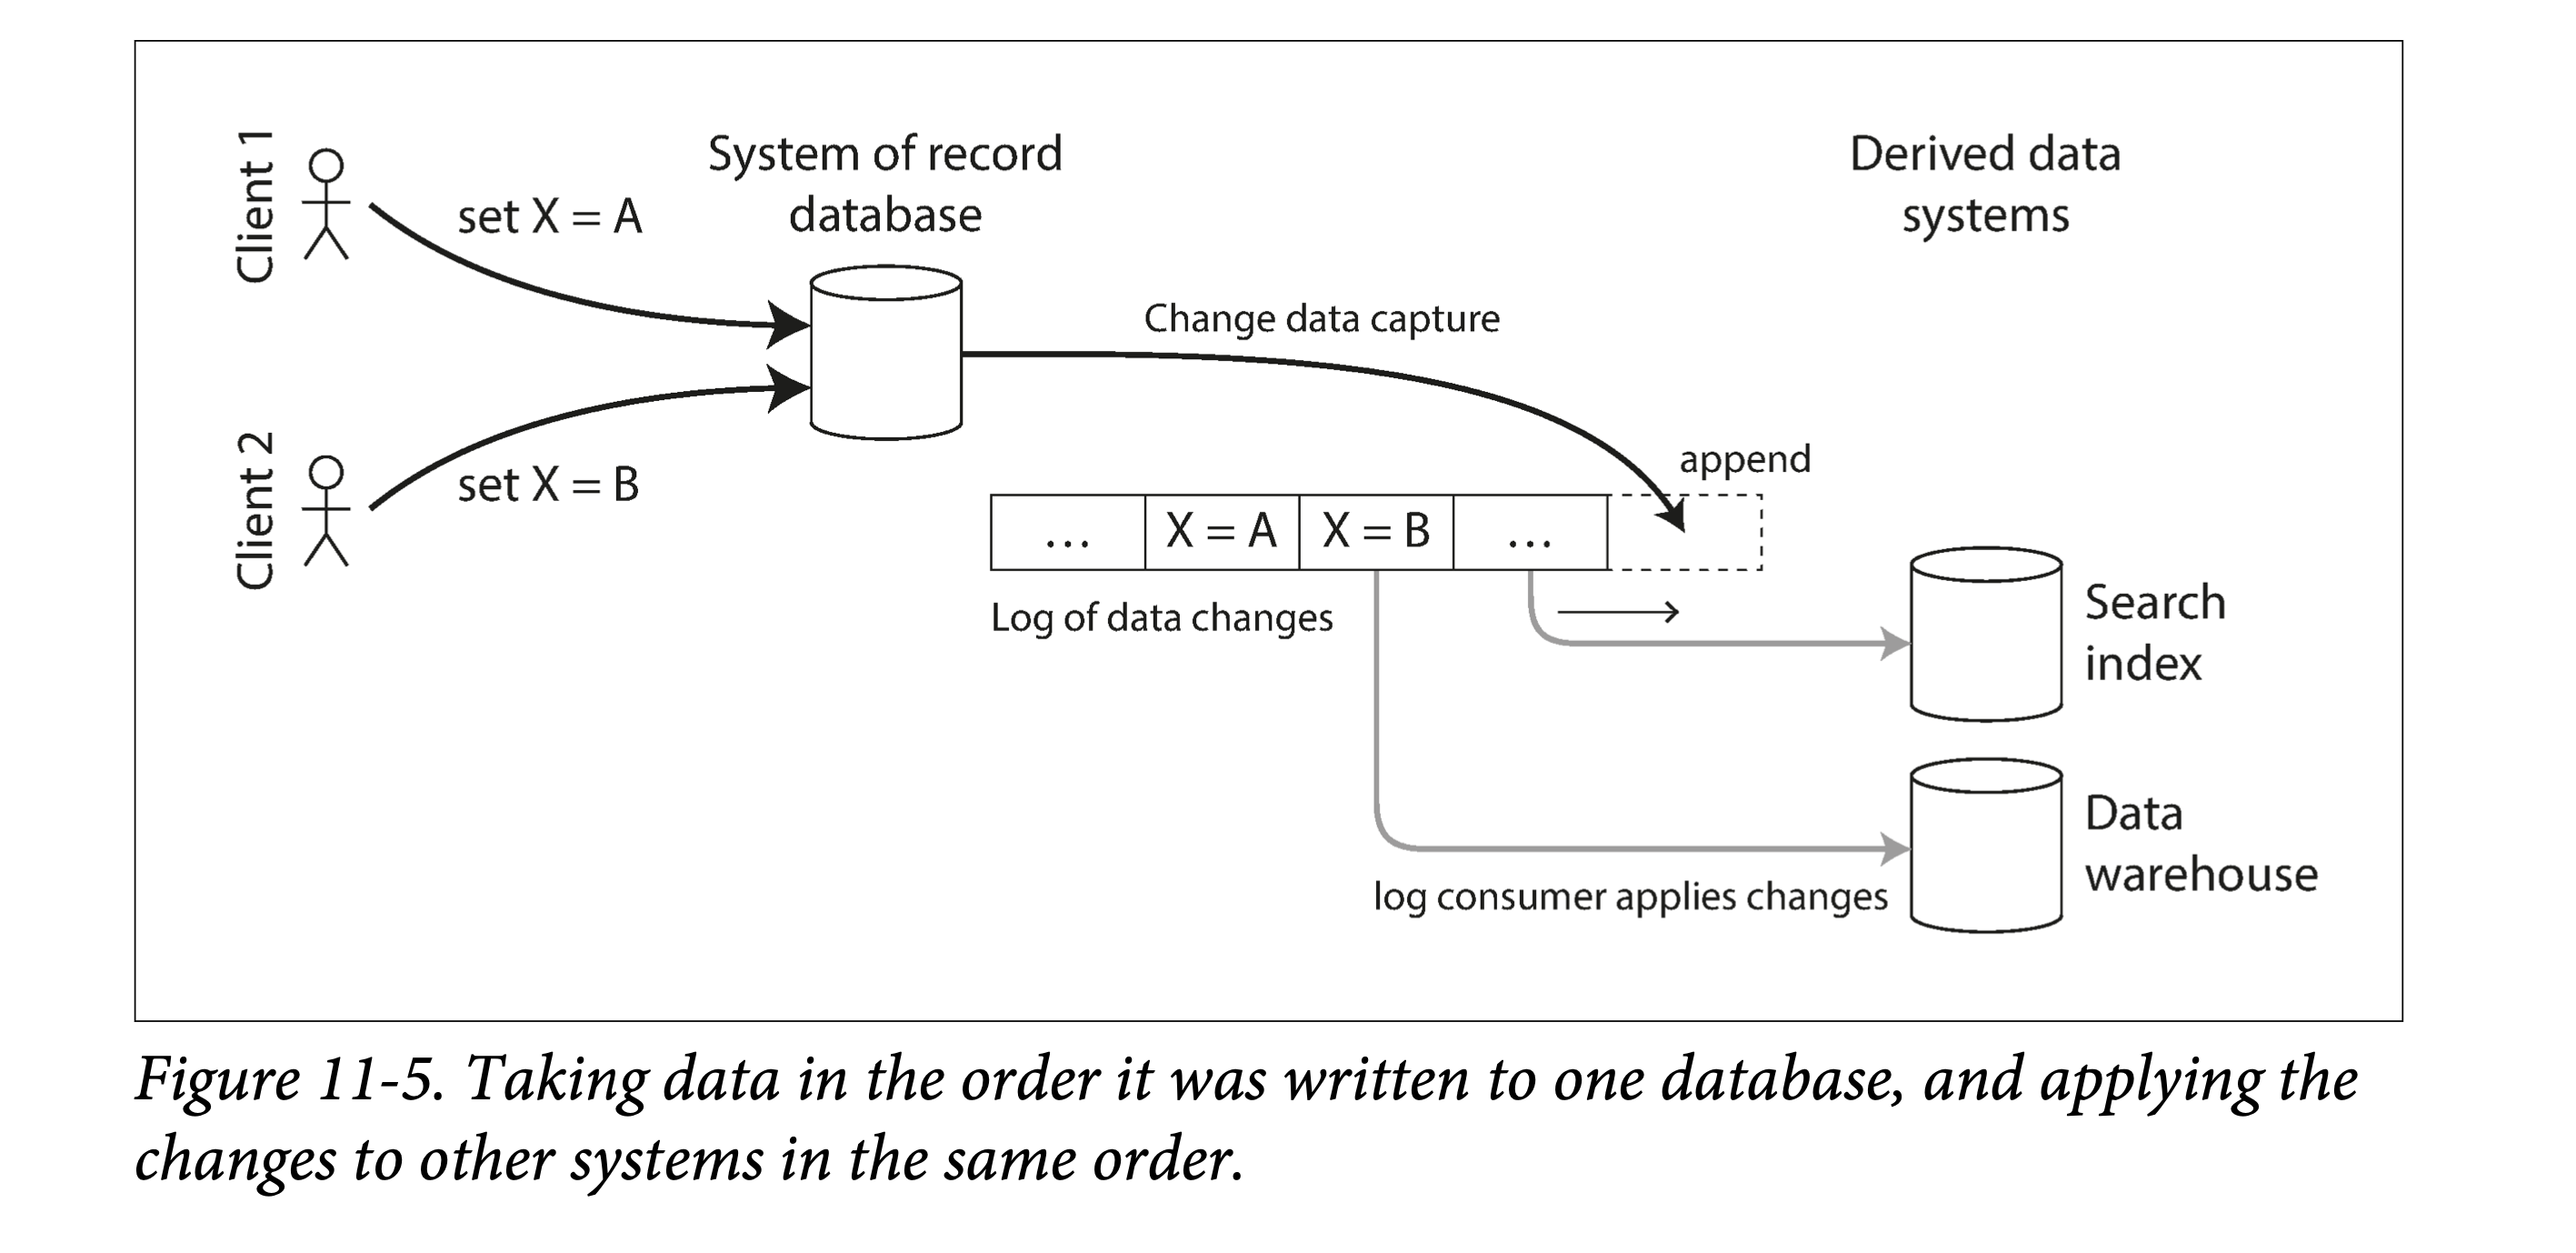 Client 1
set X = A
System of record
database
Derived data
systems
Change data capture
Client 2
set X = B
append
… X = A X = B …
Log of data changes
Search
index
Data
warehouse
log consumer applies changes
Figure 11-5. Taking data in the order it was written to one database, and applying the
changes to other systems in the same order.